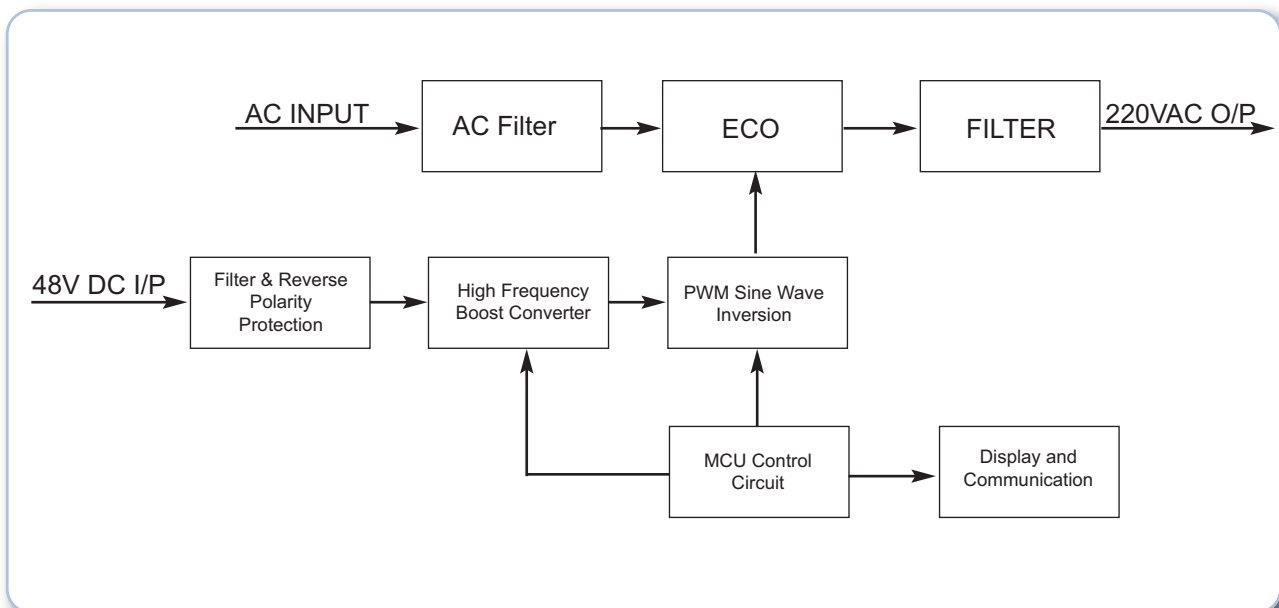 AC INPUT
AC Filter
ECO
FILTER
220VAC O/P
48V DC I/P
Filter & Reverse
Polarity
Protection
High Frequency
Boost Converter
PWM Sine Wave
Inversion
MCU Control
Circuit
Display and
Communication